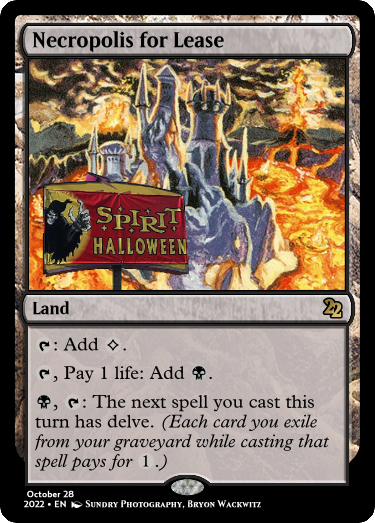 Necropolis for Lease
SPIRIT
HALLOWEEN
Land
22
: Add .
, Pay 1 life: Add .
, : The next spell you cast this
turn has delve. (Each card you exile
from your graveyard while casting that
spell pays for 1 .)
October 28
2022 • EN Sundry Photography, Bryon Wackwitz